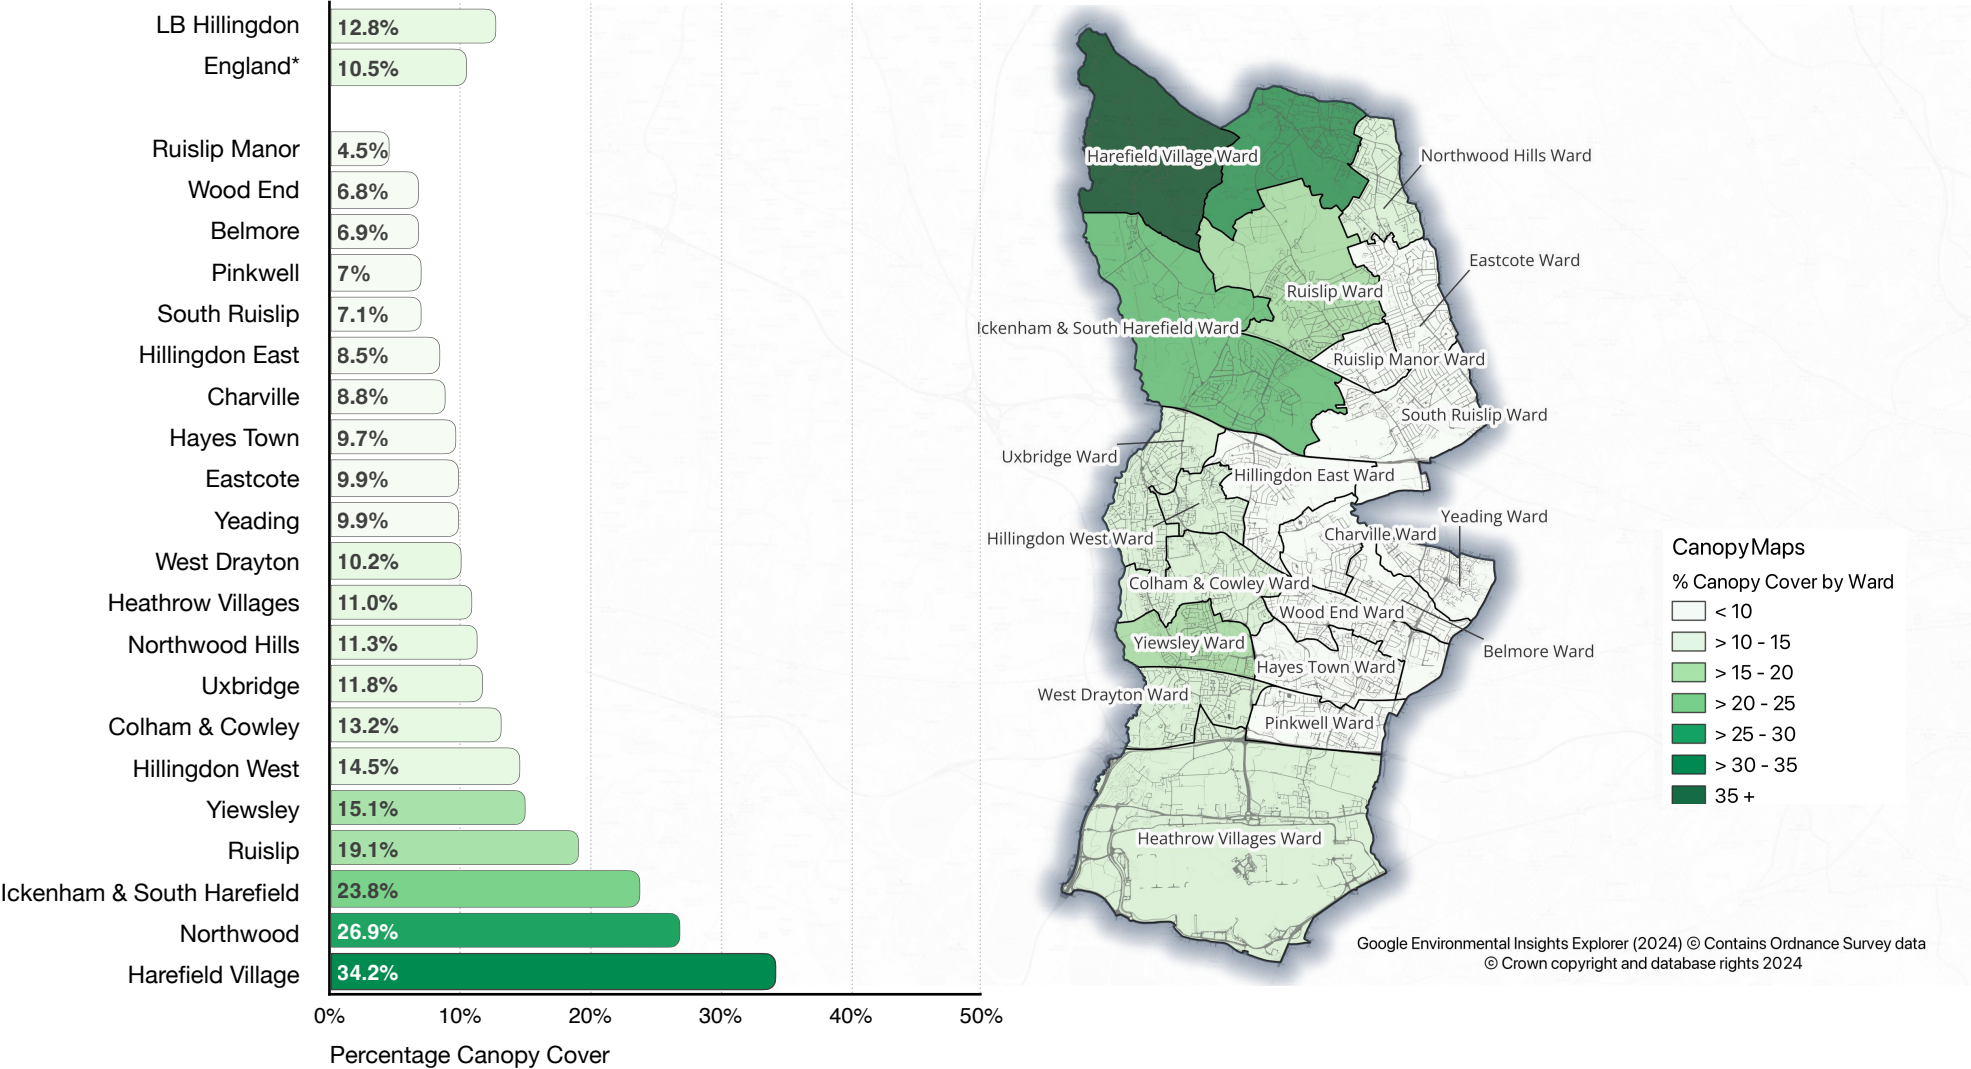 LB Hillingdon 12.8%
England* 10.5%
Ruislip Manor 4.5%
Wood End 6.8%
Belmore 6.9%
Pinkwell 7%
South Ruislip 7.1%
Hillingdon East 8.5%
Charville 8.8%
Hayes Town 9.7%
Eastcote 9.9%
Yeading 9.9%
West Drayton 10.2%
Heathrow Villages 11.0%
Northwood Hills 11.3%
Uxbridge 11.8%
Colham & Cowley 13.2%
Hillingdon West 14.5%
Yiewsley 15.1%
Ruislip 19.1%
Ickenham & South Harefield 23.8%
Northwood 26.9%
Harefield Village 34.2%
0% 10% 20% 30% 40% 50%
Percentage Canopy Cover
Harefield Village Ward
Northwood Hills Ward
Eastcote Ward
Ruislip Ward
Ickenham & South Harefield Ward
Ruislip Manor Ward
South Ruislip Ward
Uxbridge Ward
Hillingdon East Ward
Yeading Ward
Charville Ward
Hillingdon West Ward
Colham & Cowley Ward
Wood End Ward
Yiewsley Ward
Belmore Ward
Hayes Town Ward
West Drayton Ward
Pinkwell Ward
Heathrow Villages Ward
CanopyMaps
% Canopy Cover by Ward
< 10
> 10 - 15
> 15 - 20
> 20 - 25
> 25 - 30
> 30 - 35
35 +
Google Environmental Insights Explorer (2024) © Contains Ordnance Survey data
© Crown copyright and database rights 2024